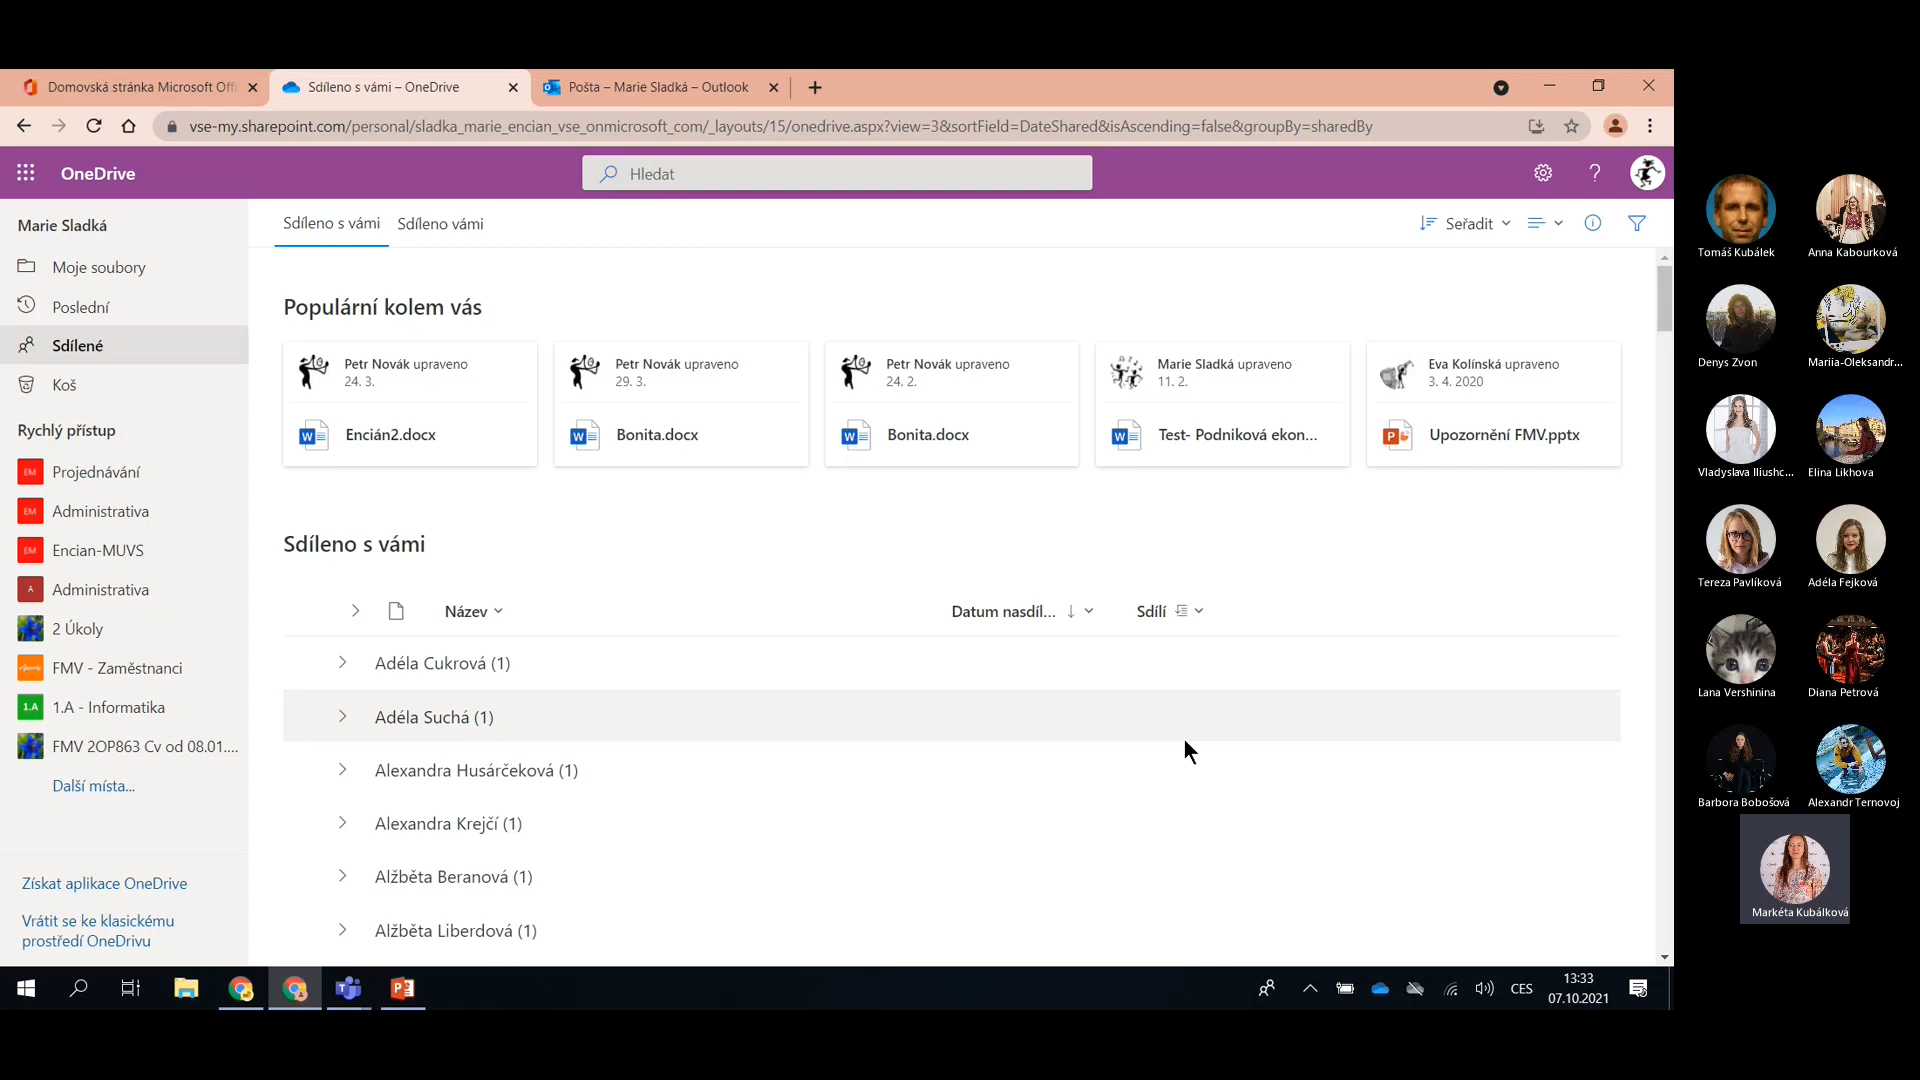 Domovská stránka Microsoft Off
Sdíleno s vámi – OneDrive
Pošta – Marie Sladká – Outlook
vse-my.sharepoint.com/personal/sladka_marie_encian_vse_onmicrosoft_com/_layouts/15/onedrive.aspx?view=3&sortField=DateShared&isAscending=false&groupBy=sharedBy
OneDrive
Hledat
Marie Sladká
Moje soubory
Poslední
Sdílené
Koš
Rychlý přístup
EM Projednávání
EM Administrativa
EM Encian-MUVS
A Administrativa
2 Úkoly
FMV - Zaměstnanci
1.A 1.A - Informatika
FMV 2OP863 Cv od 08.01....
Další místa...
Získat aplikace OneDrive
Vrátit se ke klasickému
prostředí OneDrivu
Sdíleno s vámi
Sdíleno vámi
Seřadit
Populární kolem vás
Petr Novák upraveno
24. 3.
Encián2.docx
Petr Novák upraveno
29. 3.
Bonita.docx
Petr Novák upraveno
24. 2.
Bonita.docx
Marie Sladká upraveno
11. 2.
Test- Podniková ekon...
Eva Kolínská upraveno
3. 4. 2020
Upozornění FMV.pptx
Sdíleno s vámi
Název
Datum nasdíl...
Sdílí
Adéla Cukrová (1)
Adéla Suchá (1)
Alexandra Husárčeková (1)
Alexandra Krejčí (1)
Alžběta Beranová (1)
Alžběta Liberdová (1)
CES
13:33
07.10.2021
Tomáš Kubálek
Anna Kabourková
Denys Zvon
Mariia-Oleksandr...
Vladyslava Iliushc...
Elina Likhova
Tereza Pavlíková
Adéla Fejková
Lana Vershinina
Diana Petrová
Barbora Bobošová
Alexandr Ternovoj
Markéta Kubálková